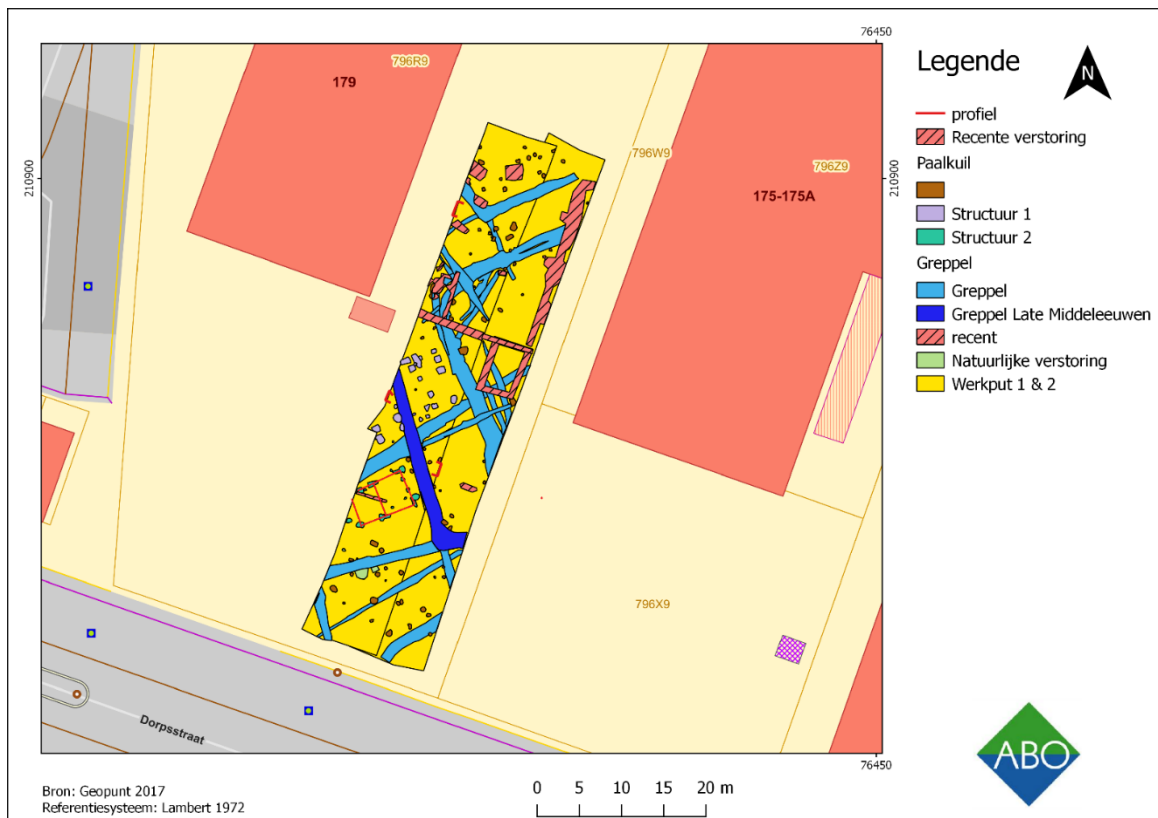 76450
796R9
179
210900
796W9
796Z9
175-175A
210900
796X9
Dorpsstraat
76450
Legende
N
profiel
Recente verstoring
Paalkuil
Structuur 1
Structuur 2
Greppel
Greppel
Greppel Late Middeleeuwen
recent
Natuurlijke verstoring
Werkput 1 & 2
ABO
Bron: Geopunt 2017
Referentiesysteem: Lambert 1972
0 5 10 15 20 m